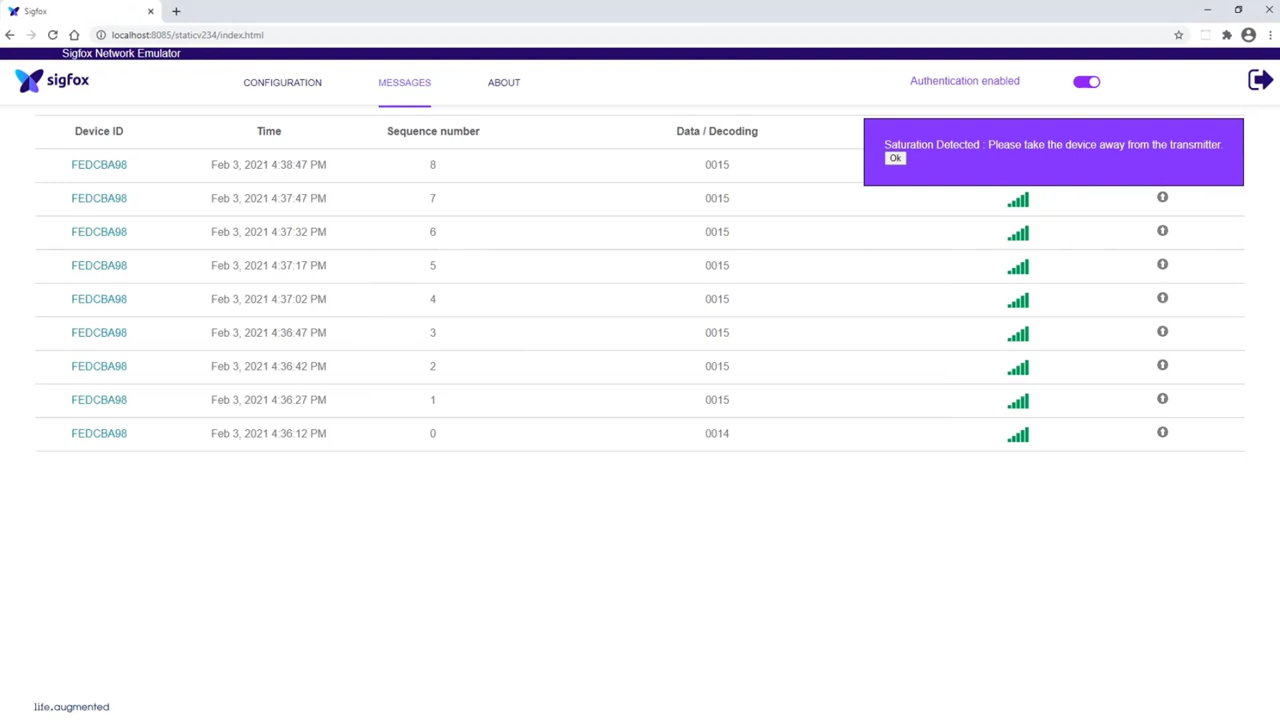 Sigfox
localhost:8085/staticv234/index.html
Sigfox Network Emulator
sigfox CONFIGURATION MESSAGES ABOUT Authentication enabled
Device ID Time Sequence number Data / Decoding
Saturation Detected : Please take the device away from the transmitter.
Ok
FEDCBA98 Feb 3, 2021 4:38:47 PM 8 0015
FEDCBA98 Feb 3, 2021 4:37:47 PM 7 0015
FEDCBA98 Feb 3, 2021 4:37:32 PM 6 0015
FEDCBA98 Feb 3, 2021 4:37:17 PM 5 0015
FEDCBA98 Feb 3, 2021 4:37:02 PM 4 0015
FEDCBA98 Feb 3, 2021 4:36:47 PM 3 0015
FEDCBA98 Feb 3, 2021 4:36:42 PM 2 0015
FEDCBA98 Feb 3, 2021 4:36:27 PM 1 0015
FEDCBA98 Feb 3, 2021 4:36:12 PM 0 0014
life.augmented